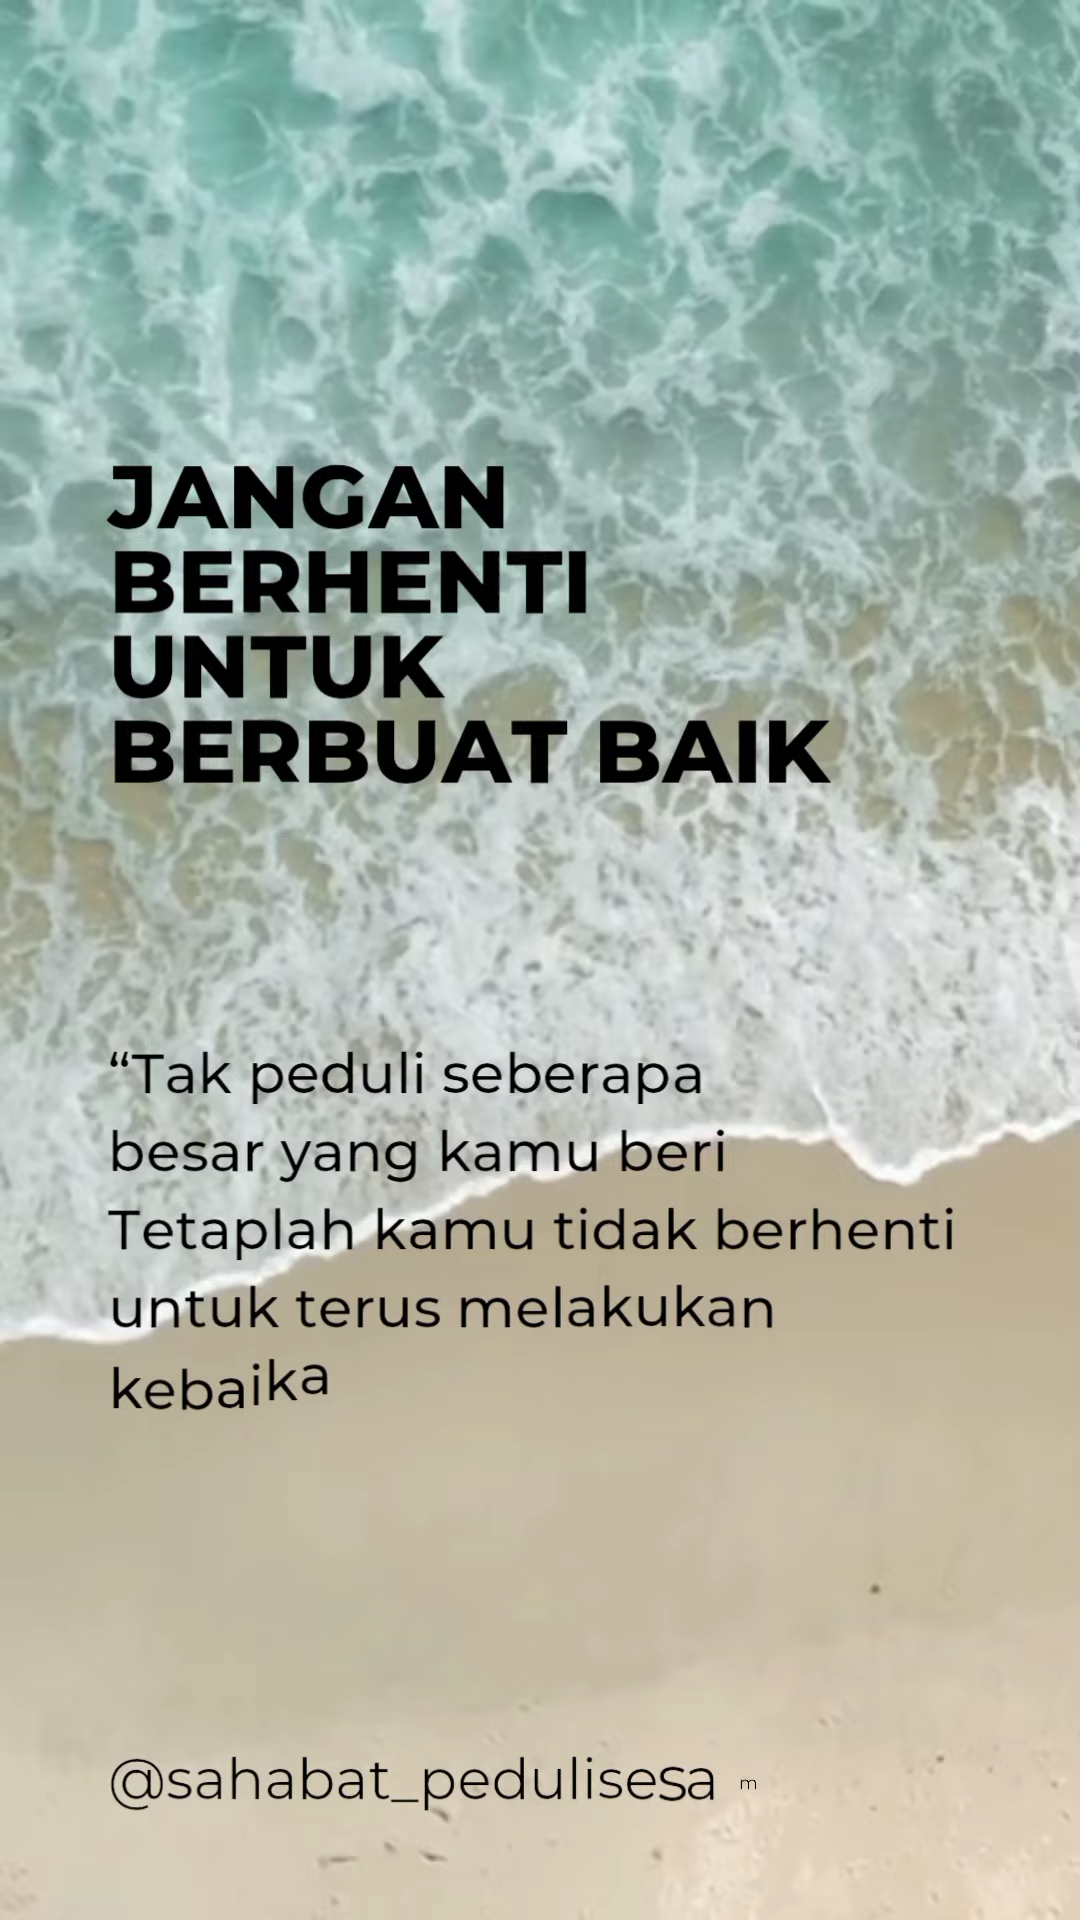 JANGAN
BERHENTI
UNTUK
BERBUAT BAIK
“Tak peduli seberapa
besar yang kamu beri
Tetaplah kamu tidak berhenti
untuk terus melakukan
kebaika
@sahabat_pedulisesa m